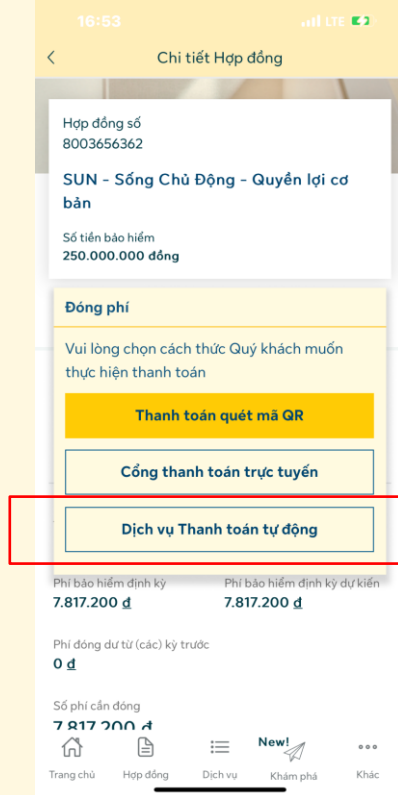 16:53
LTE
Chi tiết Hợp đồng
Hợp đồng số
8003656362
SUN - Sống Chủ Động - Quyền lợi cơ
bản
Số tiền bảo hiểm
250.000.000 đồng
Đóng phí
Vui lòng chọn cách thức Quý khách muốn
thực hiện thanh toán
Thanh toán quét mã QR
Cổng thanh toán trực tuyến
Dịch vụ Thanh toán tự động
Phí bảo hiểm định kỳ
Phí bảo hiểm định kỳ dự kiến
7.817.200 đ
7.817.200 đ
Phí đóng dư từ (các) kỳ trước
0 đ
Số phí cần đóng
7.817.200 đ
New!
Trang chủ
Hợp đồng
Dịch vụ
Khám phá
Khác